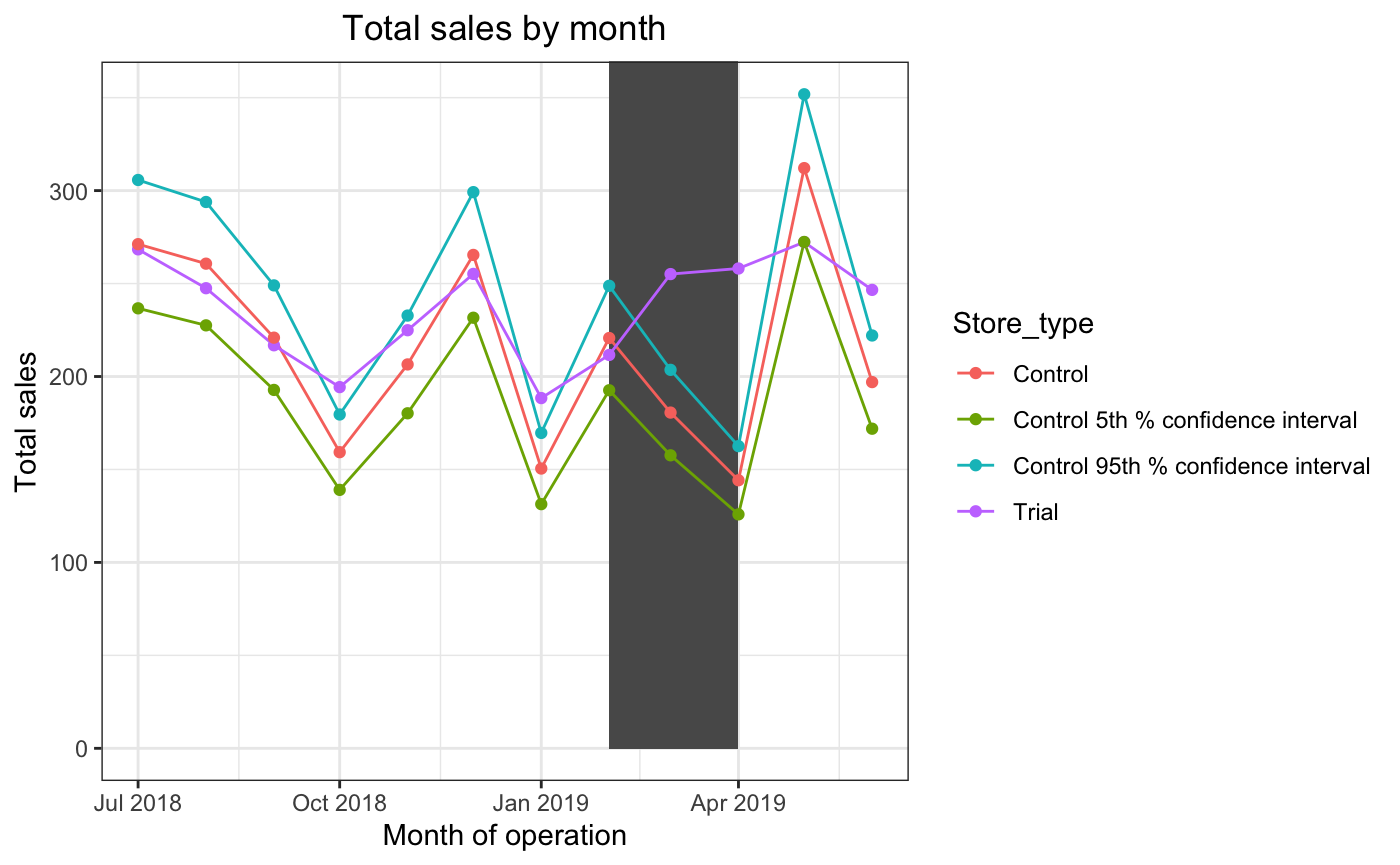 Total sales by month
Total sales
300
200
100
0
Jul 2018
Oct 2018
Jan 2019
Apr 2019
Month of operation
Store_type
Control
Control 5th % confidence interval
Control 95th % confidence interval
Trial